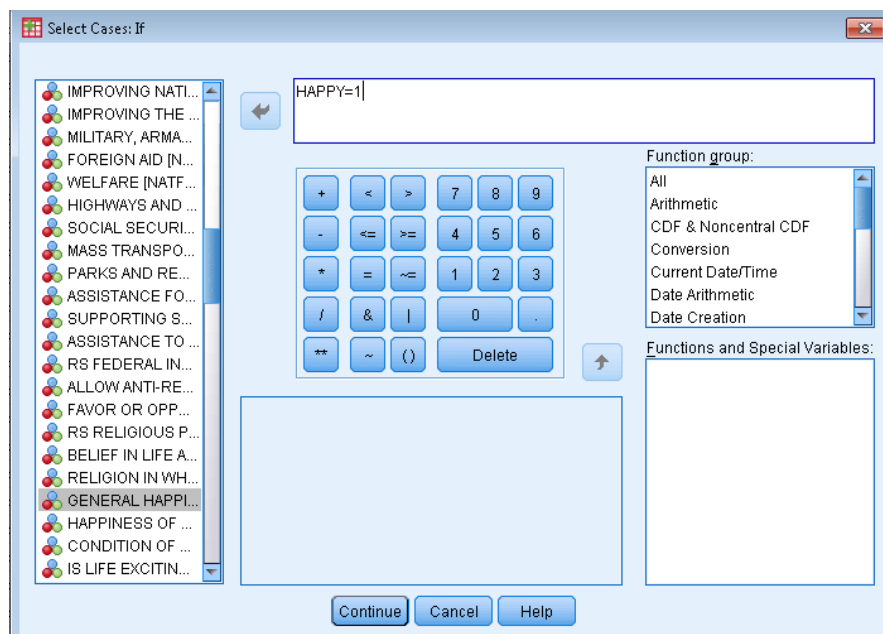 Select Cases: If
IMPROVING NATI...
IMPROVING THE ...
MILITARY, ARMA...
FOREIGN AID [N...
WELFARE [NATF...
HIGHWAYS AND ...
SOCIAL SECURI...
MASS TRANSPO...
PARKS AND RE...
ASSISTANCE FO...
SUPPORTING S...
ASSISTANCE TO ...
RS FEDERAL IN...
ALLOW ANTI-RE...
FAVOR OR OPP...
RS RELIGIOUS P...
BELIEF IN LIFE A...
RELIGION IN WH...
GENERAL HAPPI...
HAPPINESS OF ...
CONDITION OF ...
IS LIFE EXCITIN...
HAPPY=1
+ < > 7 8 9
- <= >= 4 5 6
* = ~= 1 2 3
/ & | 0 .
** ~ () Delete
Function group:
All
Arithmetic
CDF & Noncentral CDF
Conversion
Current Date/Time
Date Arithmetic
Date Creation
Functions and Special Variables:
Continue Cancel Help